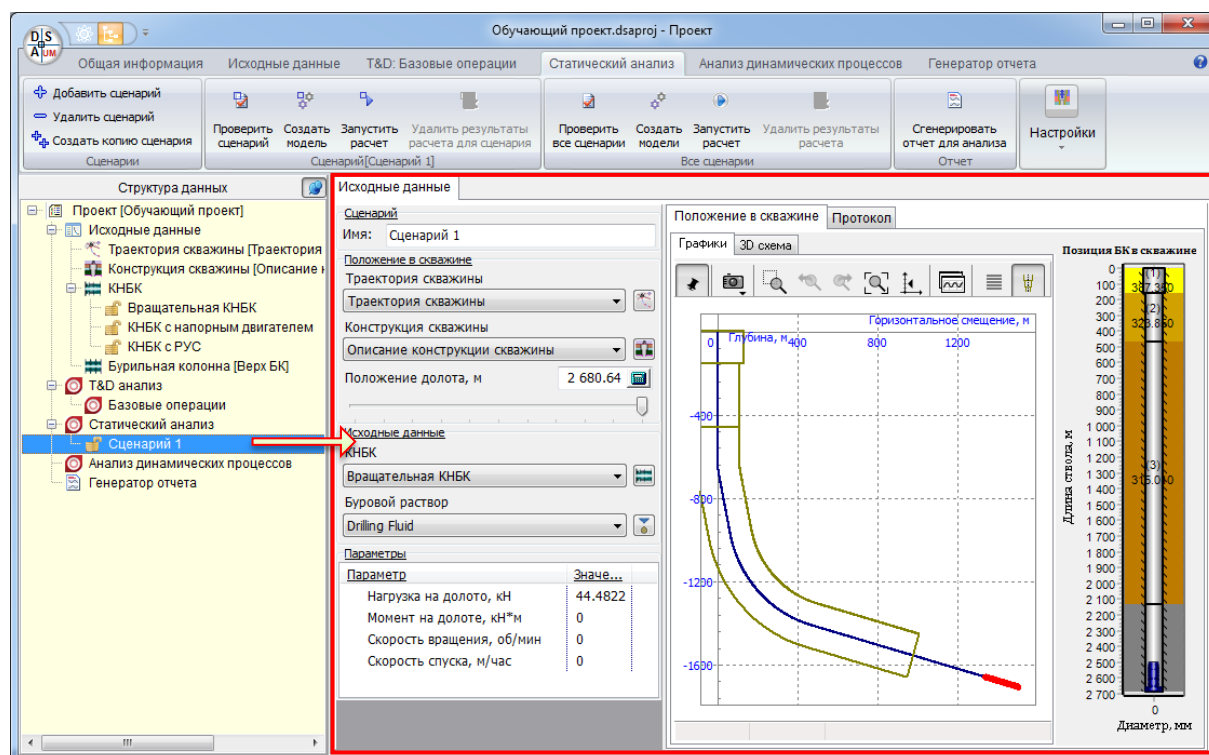 Обучающий проект.dsaproj - Проект
D S
A UM
Общая информация Исходные данные T&D: Базовые операции Статический анализ Анализ динамических процессов Генератор отчета
Добавить сценарий
Удалить сценарий
Создать копию сценария
Сценарии
Проверить сценарий
Создать модель
Запустить расчет
Удалить результаты расчета для сценария
Сценарий[Сценарий 1]
Проверить все сценарии
Создать модели
Запустить расчет
Удалить результаты расчета
Все сценарии
Сгенерировать отчет для анализа
Отчет
Настройки
Структура данных
Проект [Обучающий проект]
Исходные данные
Траектория скважины [Траектория
Конструкция скважины [Описание
КНБК
Вращательная КНБК
КНБК с напорным двигателем
КНБК с РУС
Бурильная колонна [Верх БК]
T&D анализ
Базовые операции
Статический анализ
Сценарий 1
Анализ динамических процессов
Генератор отчета
Исходные данные
Сценарий
Имя: Сценарий 1
Положение в скважине
Траектория скважины
Траектория скважины
Конструкция скважины
Описание конструкции скважины
Положение долота, м 2 680.64
Исходные данные
КНБК
Вращательная КНБК
Буровой раствор
Drilling Fluid
Параметры
Параметр Значе...
Нагрузка на долото, кН 44.4822
Момент на долоте, кН*м 0
Скорость вращения, об/мин 0
Скорость спуска, м/час 0
Положение в скважине Протокол
Графики 3D схема
Горизонтальное смещение, м
0 Глубина, м 400 800 1200
-400
-800
-1200
-1600
Позиция БК в скважине
Длина ствола, м
0
100
200
300
400
500
600
700
800
900
1 000
1 100
1 200
1 300
1 400
1 500
1 600
1 700
1 800
1 900
2 000
2 100
2 200
2 300
2 400
2 500
2 600
2 700
(1)
(2)
(3)
0
Диаметр, мм